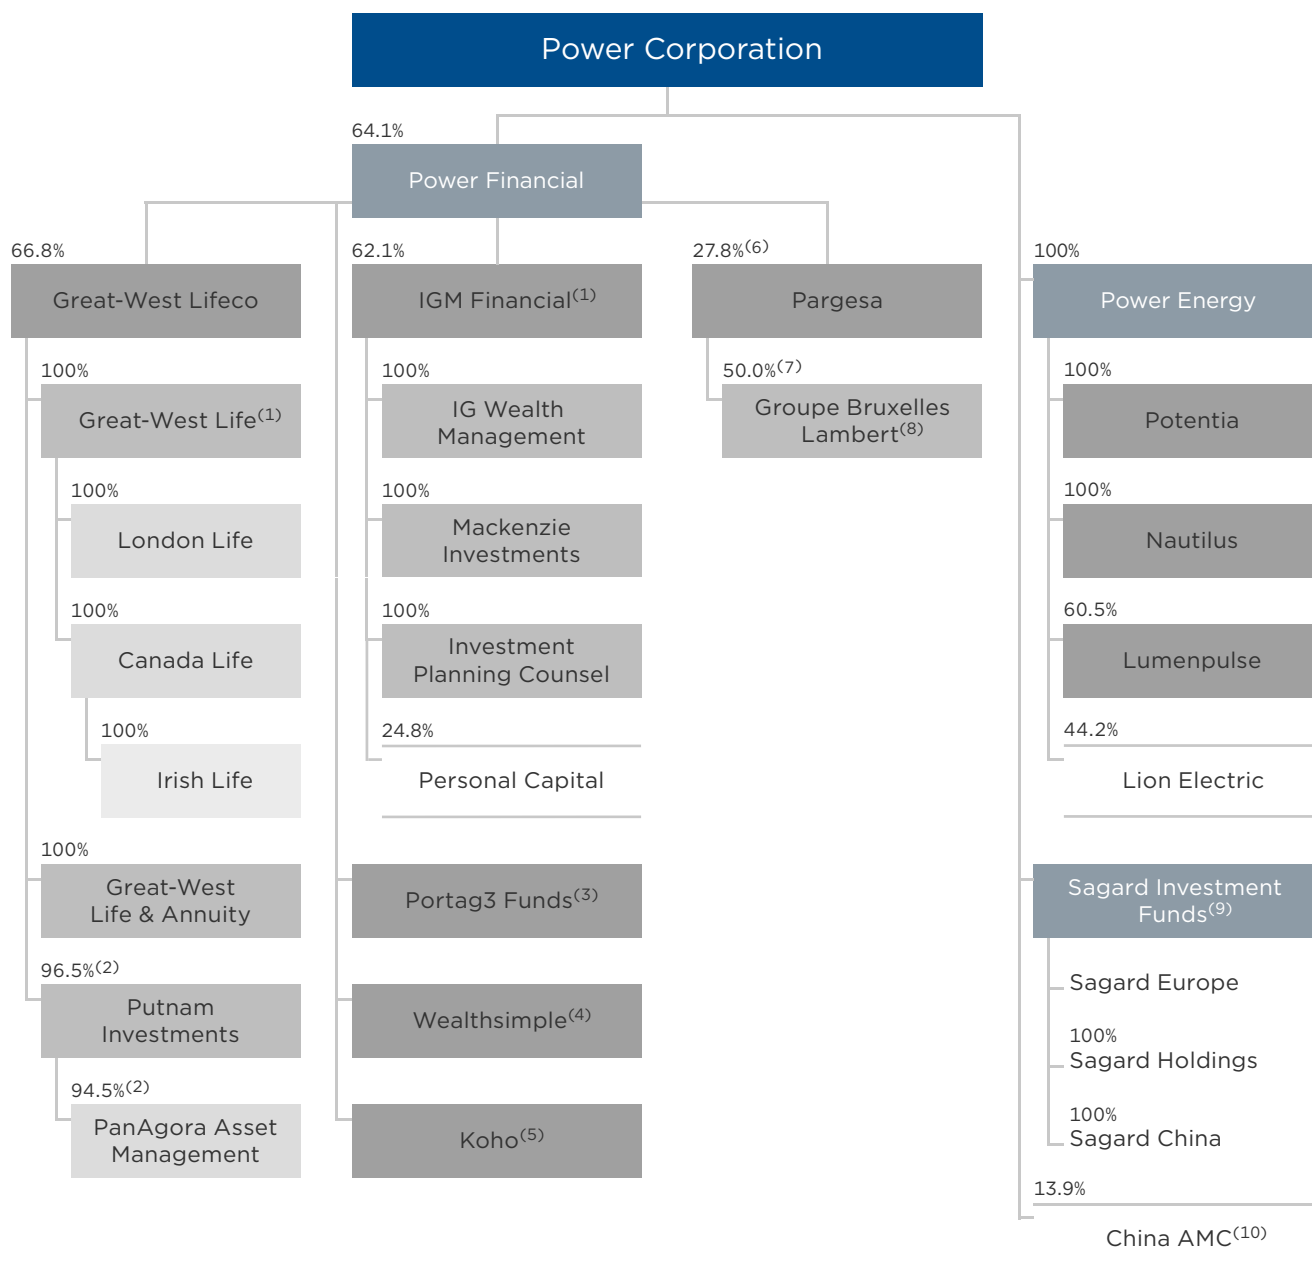 Power Corporation
64.1%
Power Financial
66.8%
Great-West Lifeco
100%
Great-West Life(1)
100%
London Life
100%
Canada Life
100%
Irish Life
100%
Great-West
Life & Annuity
96.5%(2)
Putnam
Investments
94.5%(2)
PanAgora Asset
Management
62.1%
IGM Financial(1)
100%
IG Wealth
Management
100%
Mackenzie
Investments
100%
Investment
Planning Counsel
24.8%
Personal Capital
Portag3 Funds(3)
Wealthsimple(4)
Koho(5)
27.8%(6)
Pargesa
50.0%(7)
Groupe Bruxelles
Lambert(8)
100%
Power Energy
100%
Potentia
100%
Nautilus
60.5%
Lumenpulse
44.2%
Lion Electric
Sagard Investment
Funds(9)
Sagard Europe
100%
Sagard Holdings
100%
Sagard China
13.9%
China AMC(10)